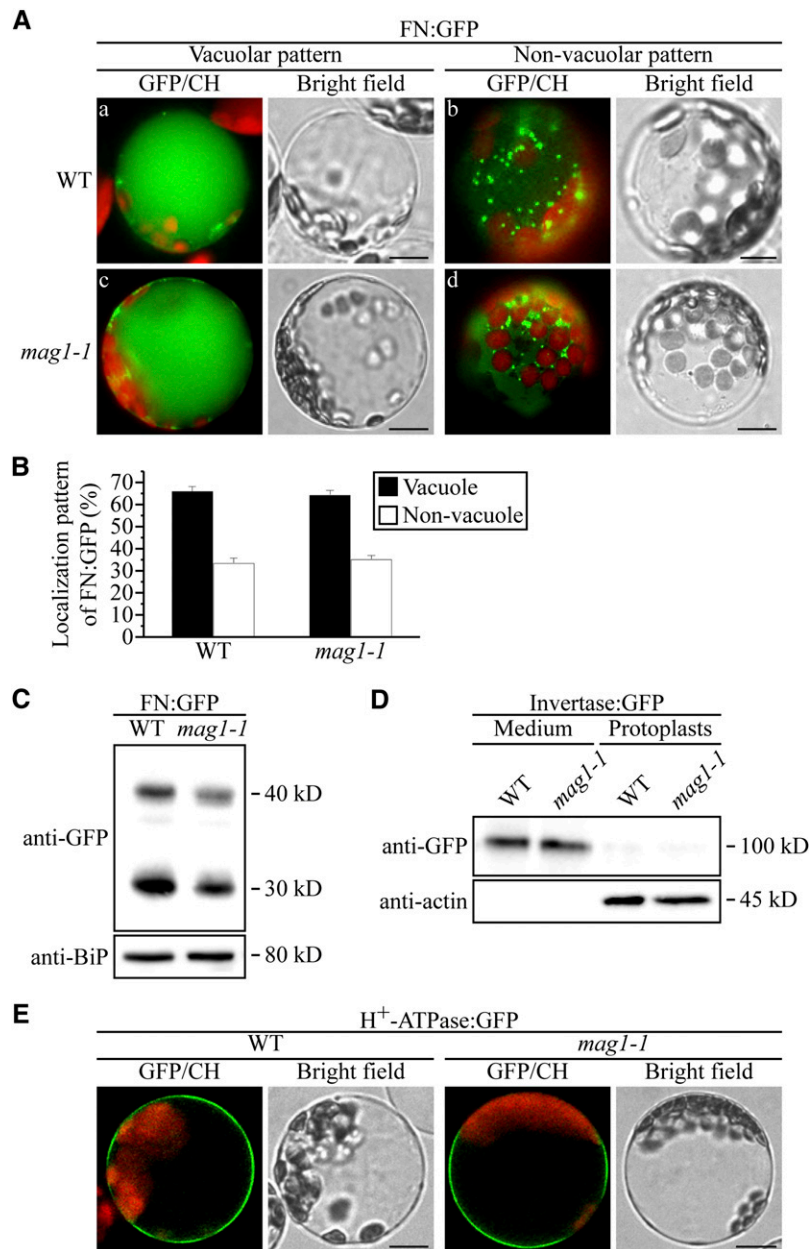 A
FN:GFP
Vacuolar pattern Non-vacuolar pattern
GFP/CH Bright field GFP/CH Bright field
a b
WT
c d
mag1-1
B
Localization pattern
of FN:GFP (%)
70
60
50
40
30
20
10
0
Vacuole
Non-vacuole
WT mag1-1
C
FN:GFP
WT mag1-1
anti-GFP
- 40 kD
- 30 kD
anti-BiP - 80 kD
D
Invertase:GFP
Medium Protoplasts
WT mag1-1 WT mag1-1
anti-GFP - 100 kD
anti-actin - 45 kD
E
H+-ATPase:GFP
WT mag1-1
GFP/CH Bright field GFP/CH Bright field